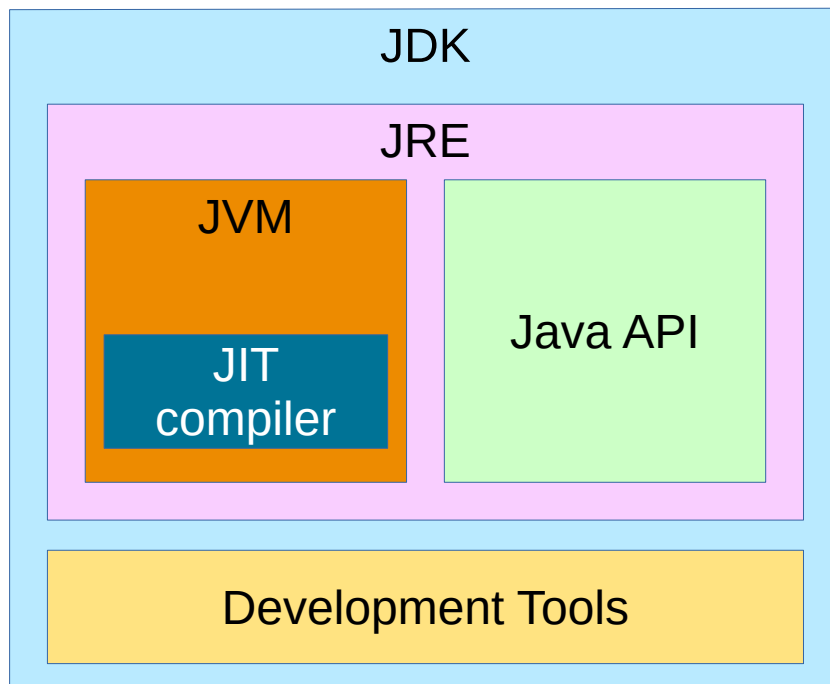 JDK
JRE
JVM
JIT
compiler
Java API
Development Tools